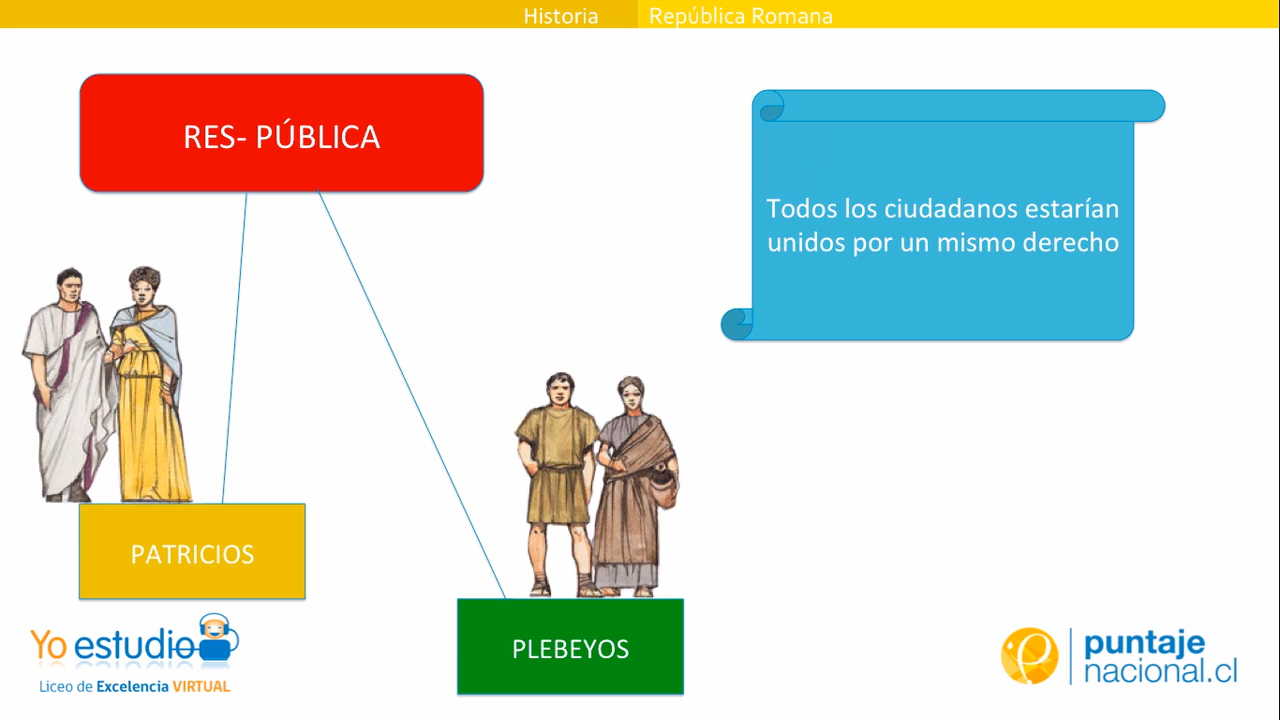 Historia
República Romana
RES- PÚBLICA
Todos los ciudadanos estarían
unidos por un mismo derecho
PATRICIOS
PLEBEYOS
Yo estudio
Liceo de Excelencia VIRTUAL
puntaje
nacional.cl